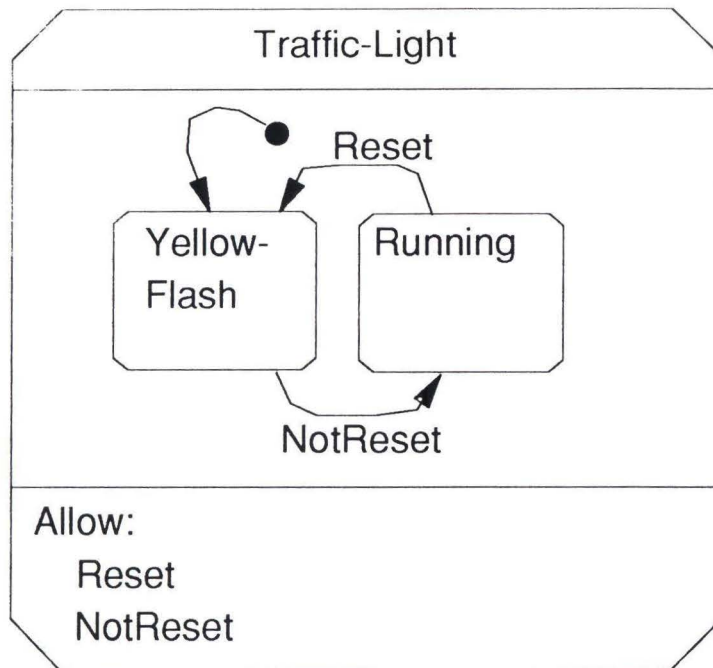 Traffic-Light
Reset
Yellow-
Flash
Running
NotReset
Allow:
Reset
NotReset